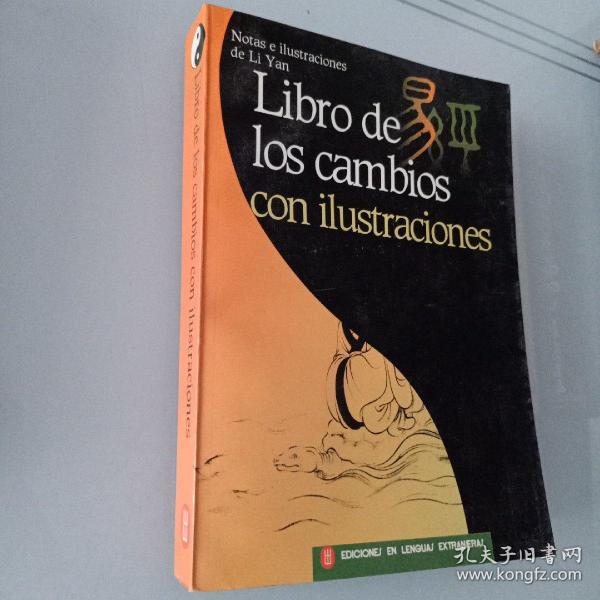 Notas e ilustraciones
de Li Yan
Libro de
los cambios
con ilustraciones
Libro de los cambios con ilustraciones
EDICIONES EN LENGUAS EXTRANJERAS
孔夫子旧书网
www.kongfz.com